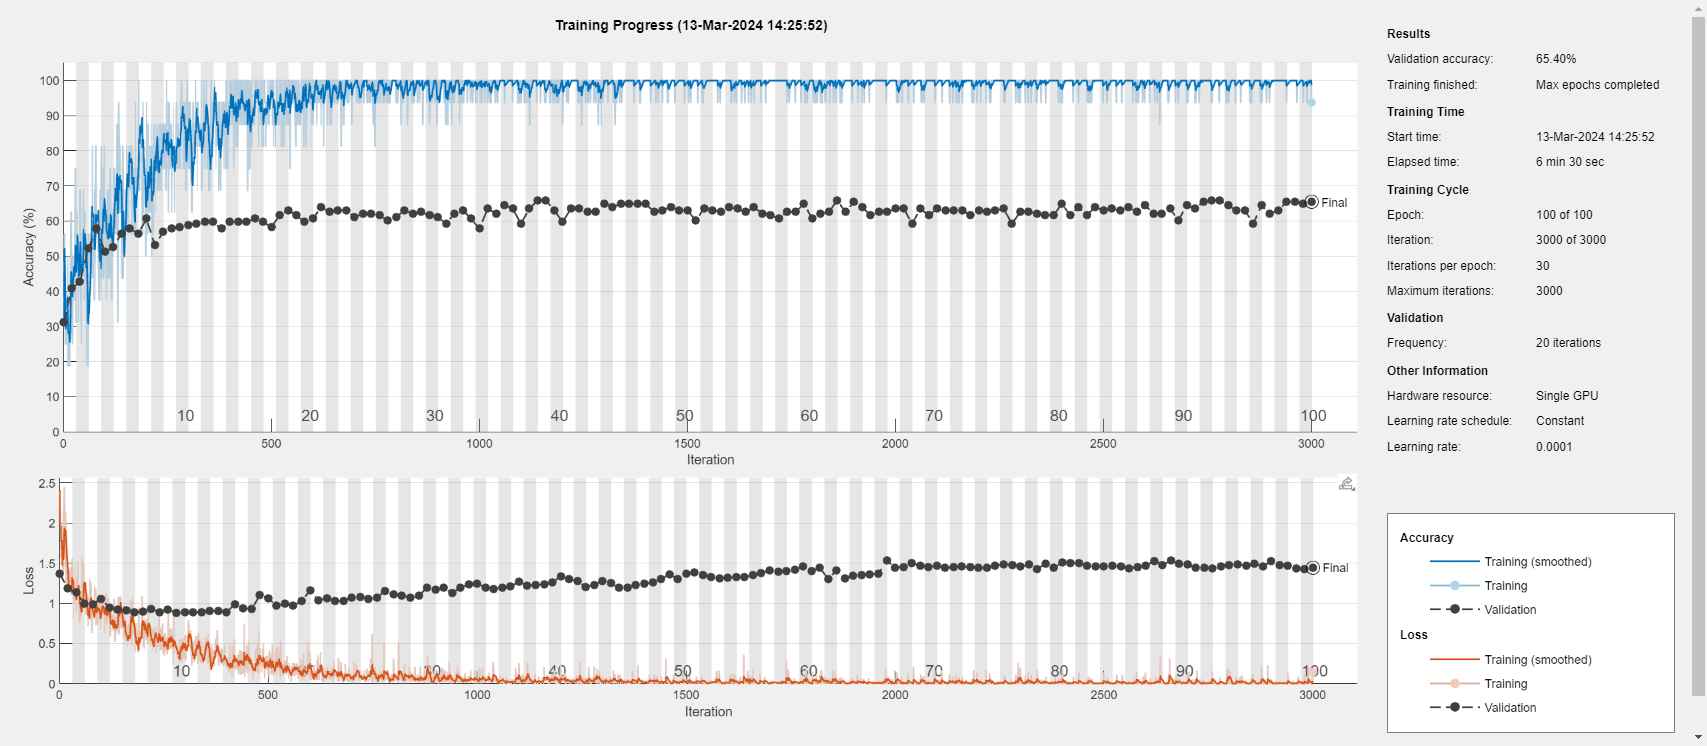 Training Progress (13-Mar-2024 14:25:52)
Accuracy (%)
100
90
80
70
60
50
40
30
20
10
0
Final
10 20 30 40 50 60 70 80 90 100
0 500 1000 1500 2000 2500 3000
Iteration
Loss
2.5
2
1.5
1
0.5
0
Final
10 20 30 40 50 60 70 80 90 100
0 500 1000 1500 2000 2500 3000
Iteration
Results
Validation accuracy: 65.40%
Training finished: Max epochs completed
Training Time
Start time: 13-Mar-2024 14:25:52
Elapsed time: 6 min 30 sec
Training Cycle
Epoch: 100 of 100
Iteration: 3000 of 3000
Iterations per epoch: 30
Maximum iterations: 3000
Validation
Frequency: 20 iterations
Other Information
Hardware resource: Single GPU
Learning rate schedule: Constant
Learning rate: 0.0001
Accuracy
Training (smoothed)
Training
Validation
Loss
Training (smoothed)
Training
Validation